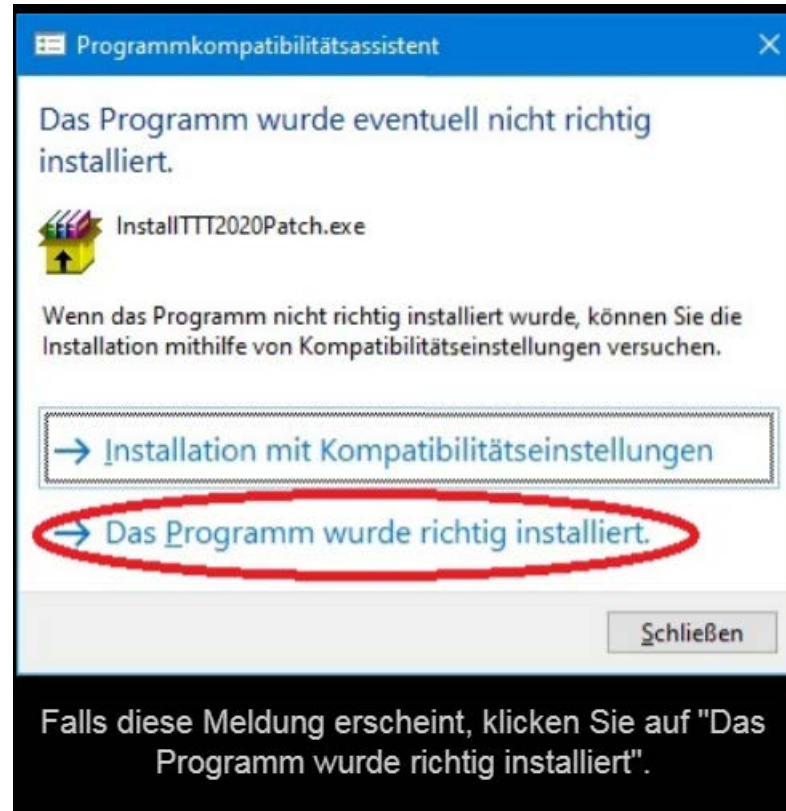 Programmkompatibilitätsassistent
Das Programm wurde eventuell nicht richtig
installiert.
InstallTTT2020Patch.exe
Wenn das Programm nicht richtig installiert wurde, können Sie die
Installation mithilfe von Kompatibilitätseinstellungen versuchen.
Installation mit Kompatibilitätseinstellungen
Das Programm wurde richtig installiert.
Schließen
Falls diese Meldung erscheint, klicken Sie auf "Das
Programm wurde richtig installiert".